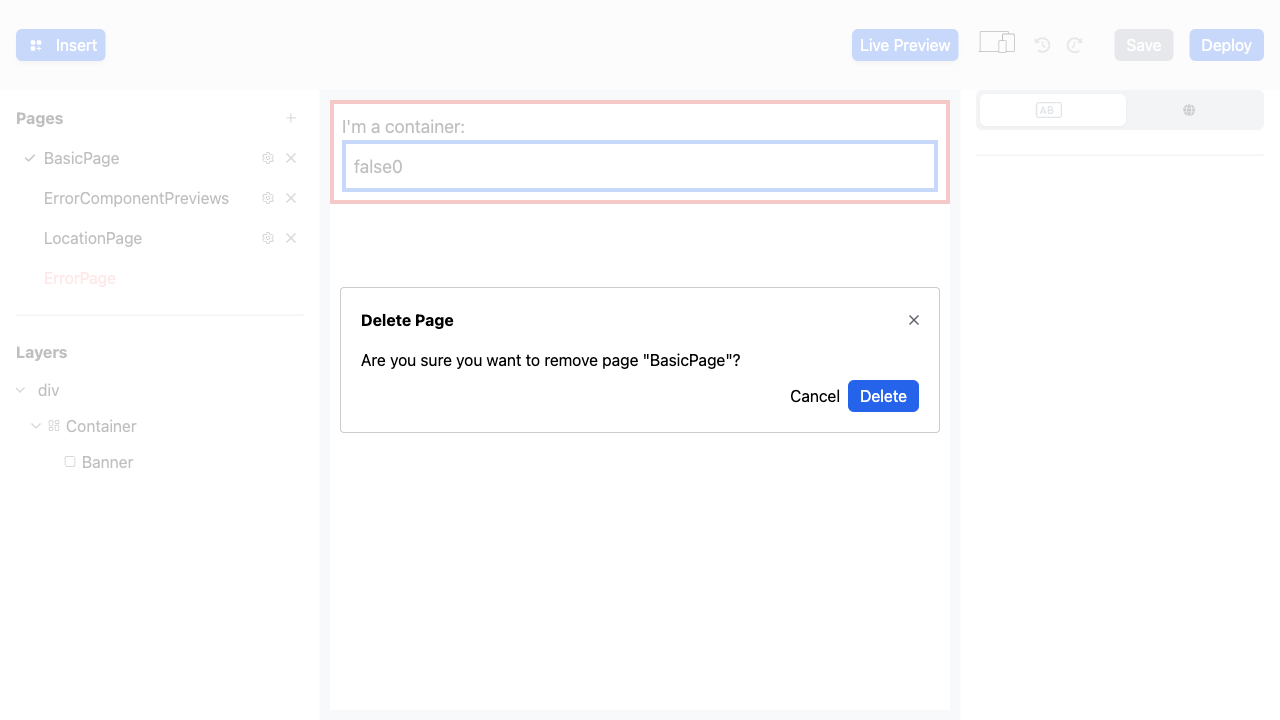 Insert
Live Preview
Save
Deploy
Pages
BasicPage
ErrorComponentPreviews
LocationPage
ErrorPage
Layers
div
Container
Banner
I'm a container:
false0
Delete Page
Are you sure you want to remove page "BasicPage"?
Cancel
Delete
AB